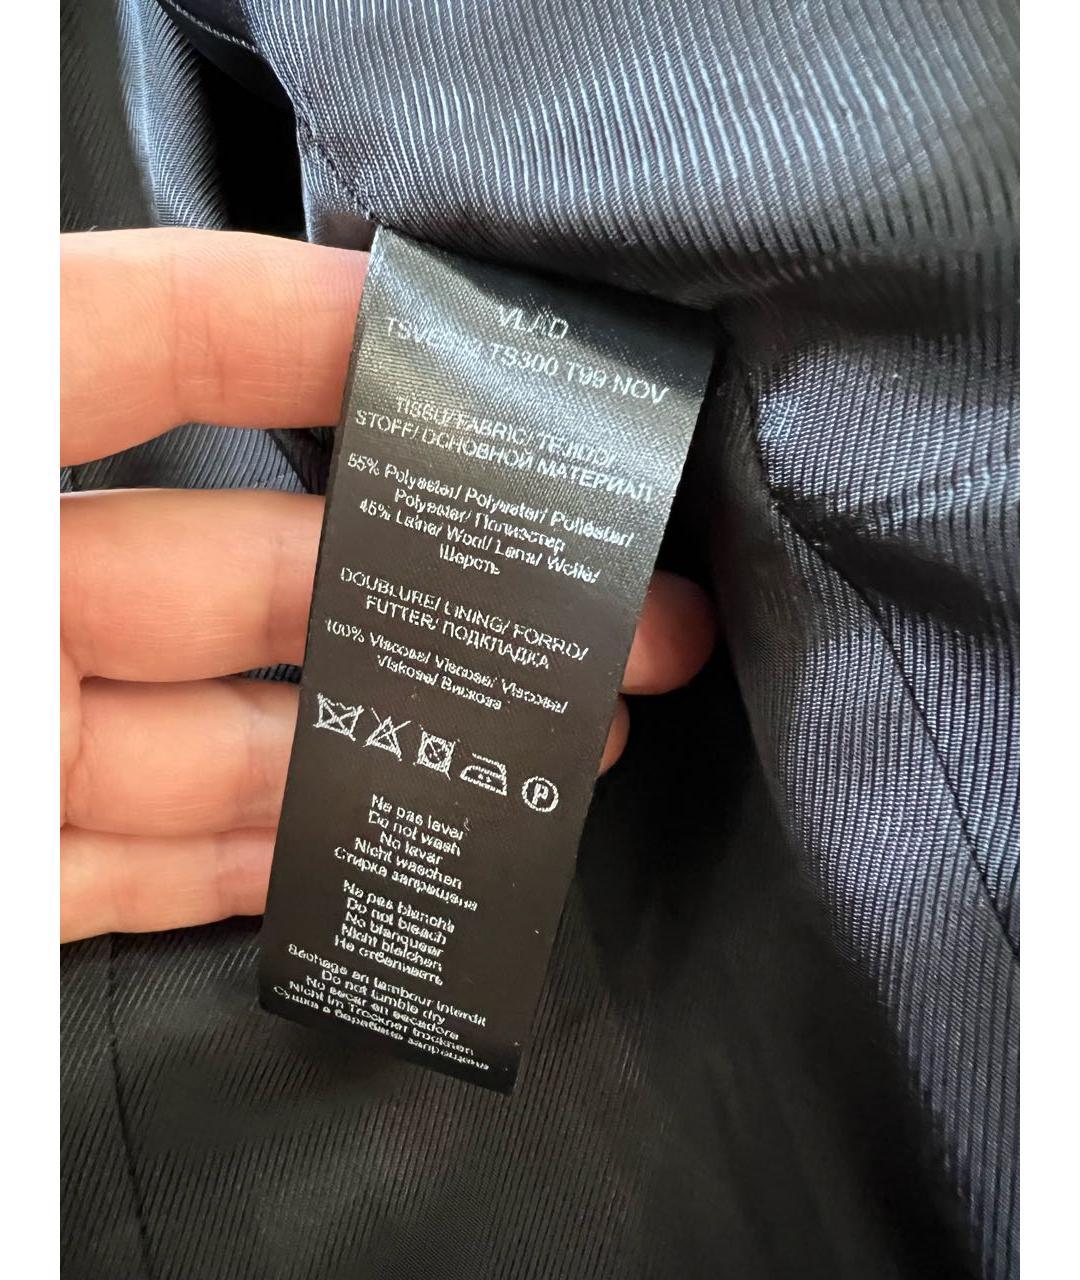 VLAD
TS300 T99 NOV
TISSU/ FABRIC/ TEJIDO/
STOFF/ ОСНОВНОЙ МАТЕРИАЛ
55% Polyester/ Polyester/ Poliéster/
Polyester/ Полиэстер
45% Laine/ Wool/ Lana/ Wolle/
Шерсть
DOUBLURE/ LINING/ FORRO/
FUTTER/ ПОДКЛАДКА
100% Viscose/ Viscose/ Viscosa/
Viskose/ Вискоза
P
Ne pas laver
Do not wash
No lavar
Nicht waschen
Стирка запрещена
Ne pas blanchir
Do not bleach
No blanquear
Nicht bleichen
Не отбеливать
Séchage en tambour interdit
Do not tumble dry
No secar en secadora
Nicht im Trockner trocknen
Сушка в барабане запрещена